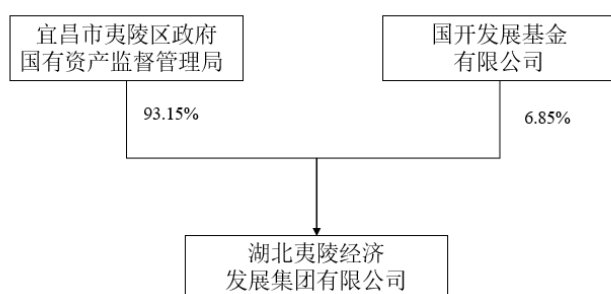 宜昌市夷陵区政府
国有资产监督管理局
国开发展基金
有限公司
93.15%
6.85%
湖北夷陵经济
发展集团有限公司